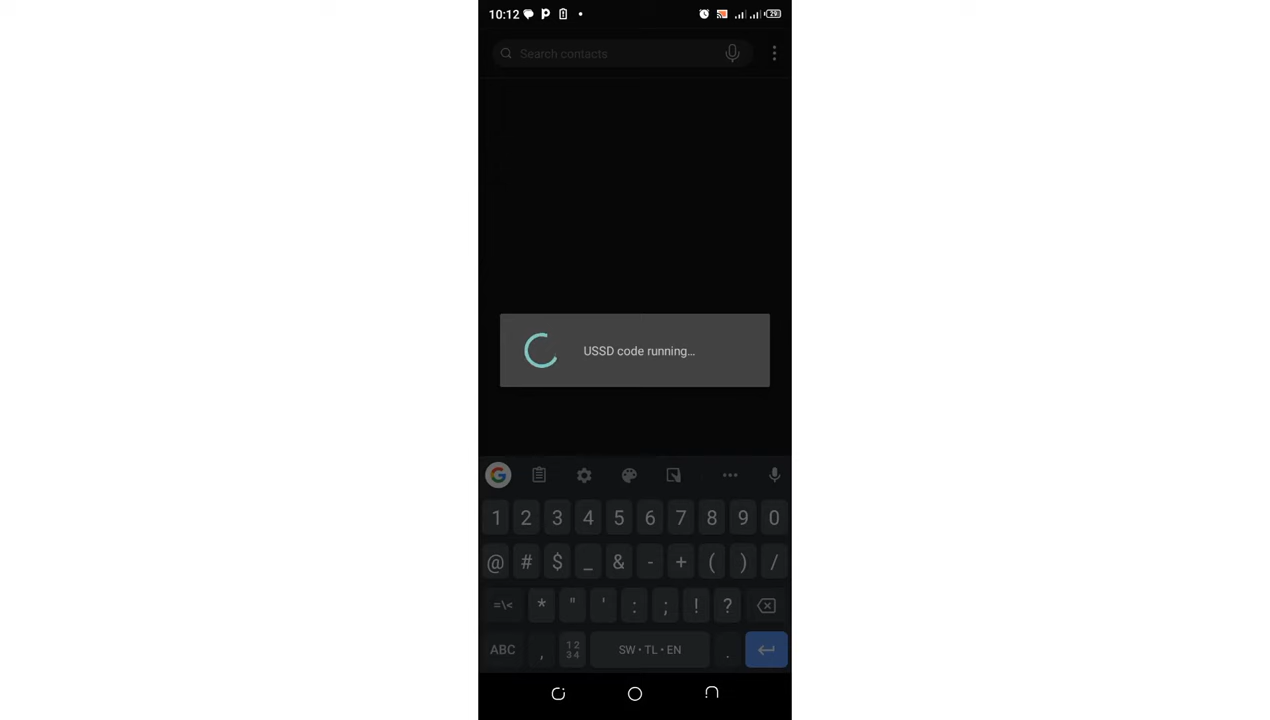 10:12 29
Search contacts
USSD code running...
1 2 3 4 5 6 7 8 9 0
@ # $ _ & - + ( ) /
=\< * " ' : ; ! ?
ABC , 12 34 SW • TL • EN .